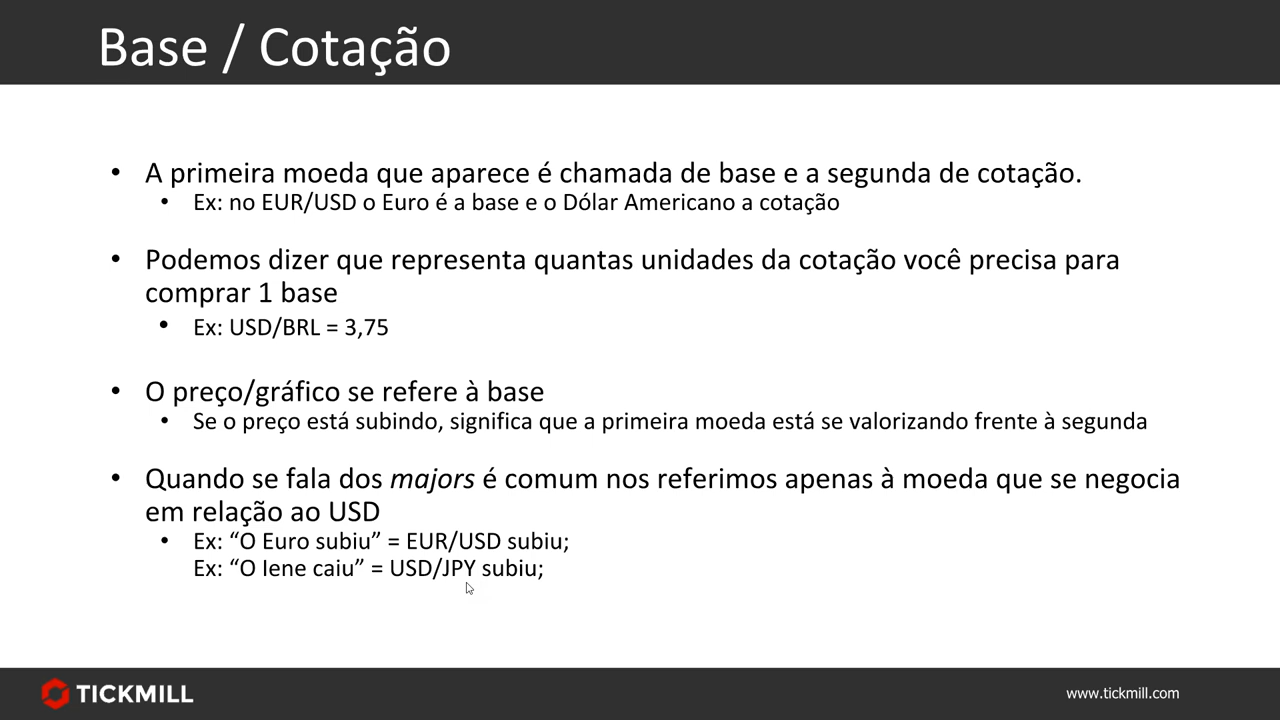 Base / Cotação
• A primeira moeda que aparece é chamada de base e a segunda de cotação.
• Ex: no EUR/USD o Euro é a base e o Dólar Americano a cotação
• Podemos dizer que representa quantas unidades da cotação você precisa para
comprar 1 base
• Ex: USD/BRL = 3,75
• O preço/gráfico se refere à base
• Se o preço está subindo, significa que a primeira moeda está se valorizando frente à segunda
• Quando se fala dos majors é comum nos referimos apenas à moeda que se negocia
em relação ao USD
• Ex: “O Euro subiu” = EUR/USD subiu;
Ex: “O Iene caiu” = USD/JPY subiu;
TICKMILL
www.tickmill.com